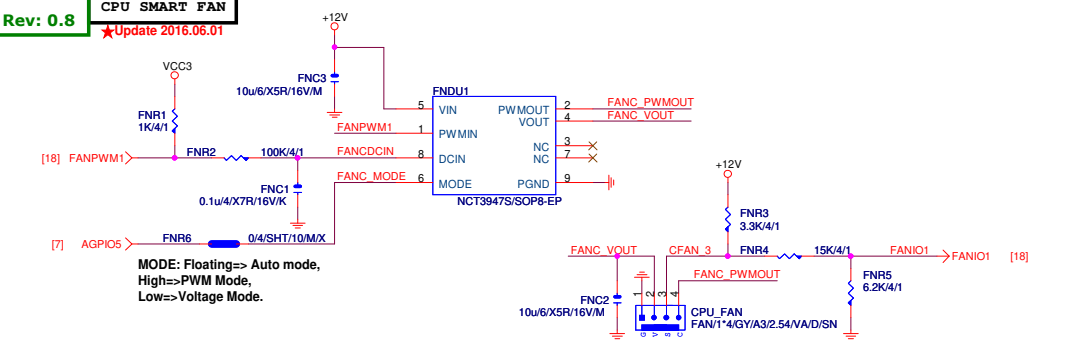 CPU SMART FAN
Rev: 0.8
★Update 2016.06.01
+12V
VCC3
FNC3
10u/6/X5R/16V/M
FNDU1
FNR1
1K/4/1
5 VIN
PWMOUT 2 FANC_PWMOUT
VOUT 4 FANC_VOUT
FANPWM1 1 PWMIN
NC 3
NC 7
[18] FANPWM1
FNR2 100K/4/1
FANCDCIN 8 DCIN
FANC_MODE 6 MODE
PGND 9
FNC1
0.1u/4/X7R/16V/K
NCT3947S/SOP8-EP
[7] AGPIO5
FNR6 0/4/SHT/10/M/X
MODE: Floating=> Auto mode,
High=>PWM Mode,
Low=>Voltage Mode.
+12V
FNR3
3.3K/4/1
FANC_VOUT
CFAN_3
FNR4 15K/4/1
FANIO1
FANIO1 [18]
FANC_PWMOUT
FNR5
6.2K/4/1
FNC2
10u/6/X5R/16V/M
1 2 3 4
G V S C
CPU_FAN
FAN/1*4/GY/A3/2.54/VA/D/SN